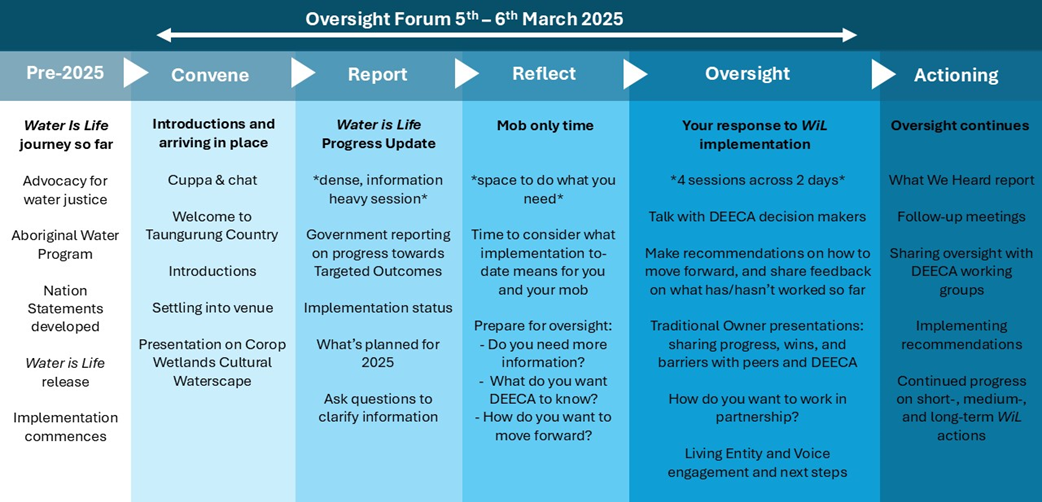 Oversight Forum 5th – 6th March 2025
Pre-2025
Convene
Report
Reflect
Oversight
Actioning
Water Is Life
journey so far
Advocacy for
water justice
Aboriginal Water
Program
Nation
Statements
developed
Water is Life
release
Implementation
commences
Introductions and
arriving in place
Cuppa & chat
Welcome to
Taungurung Country
Introductions
Settling into venue
Presentation on Corop
Wetlands Cultural
Waterscape
Water is Life
Progress Update
*dense, information
heavy session*
Government reporting
on progress towards
Targeted Outcomes
Implementation status
What's planned for
2025
Ask questions to
clarify information
Mob only time
*space to do what you
need*
Time to consider what
implementation to-
date means for you
and your mob
Prepare for oversight:
- Do you need more
information?
- What do you want
DEECA to know?
- How do you want to
move forward?
Your response to WiL
implementation
*4 sessions across 2 days*
Talk with DEECA decision makers
Make recommendations on how to
move forward, and share feedback
on what has/hasn't worked so far
Traditional Owner presentations:
sharing progress, wins, and
barriers with peers and DEECA
How do you want to work in
partnership?
Living Entity and Voice
engagement and next steps
Oversight continues
What We Heard report
Follow-up meetings
Sharing oversight with
DEECA working
groups
Implementing
recommendations
Continued progress
on short-, medium-,
and long-term WiL
actions